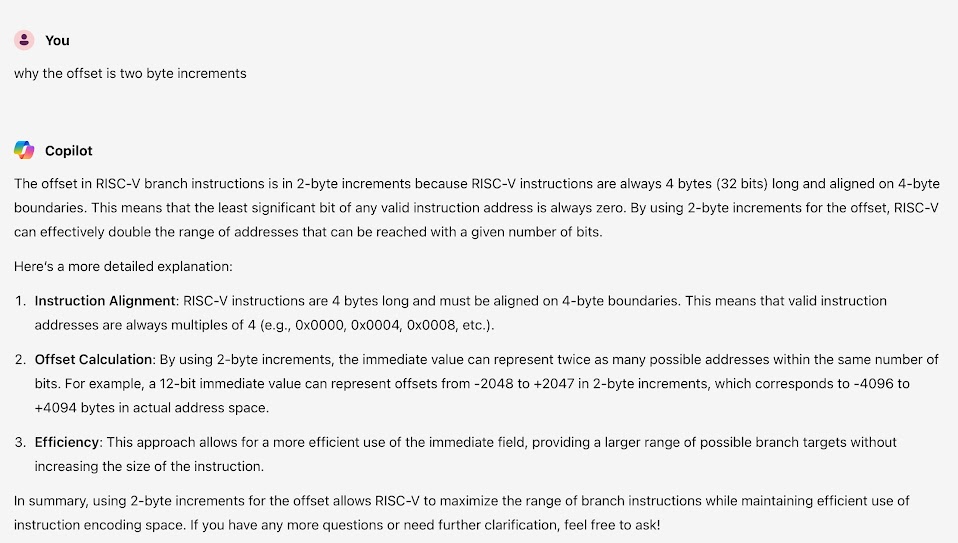 You
why the offset is two byte increments
Copilot
The offset in RISC-V branch instructions is in 2-byte increments because RISC-V instructions are always 4 bytes (32 bits) long and aligned on 4-byte
boundaries. This means that the least significant bit of any valid instruction address is always zero. By using 2-byte increments for the offset, RISC-V
can effectively double the range of addresses that can be reached with a given number of bits.
Here's a more detailed explanation:
1. Instruction Alignment: RISC-V instructions are 4 bytes long and must be aligned on 4-byte boundaries. This means that valid instruction
addresses are always multiples of 4 (e.g., 0x0000, 0x0004, 0x0008, etc.).
2. Offset Calculation: By using 2-byte increments, the immediate value can represent twice as many possible addresses within the same number of
bits. For example, a 12-bit immediate value can represent offsets from -2048 to +2047 in 2-byte increments, which corresponds to -4096 to
+4094 bytes in actual address space.
3. Efficiency: This approach allows for a more efficient use of the immediate field, providing a larger range of possible branch targets without
increasing the size of the instruction.
In summary, using 2-byte increments for the offset allows RISC-V to maximize the range of branch instructions while maintaining efficient use of
instruction encoding space. If you have any more questions or need further clarification, feel free to ask!